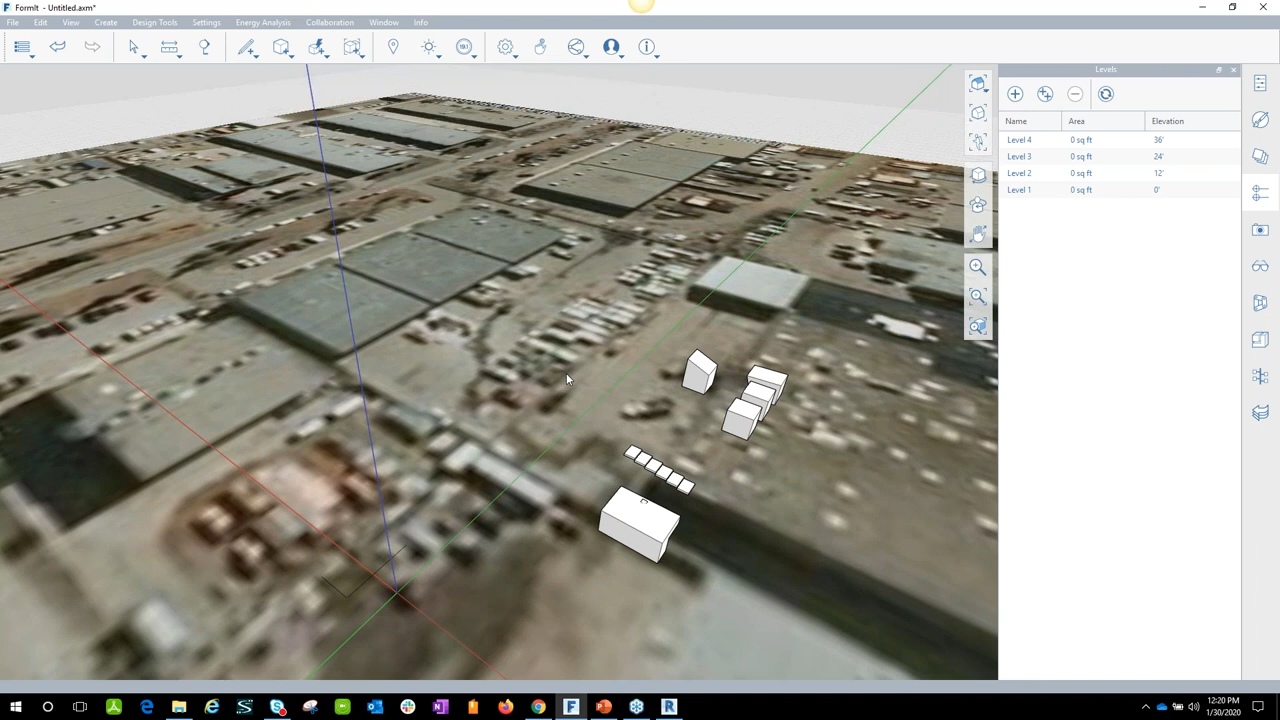 FormIt - Untitled.axm*
File Edit View Create Design Tools Settings Energy Analysis Collaboration Window Info
Levels
Name Area Elevation
Level 4 0 sq ft 36'
Level 3 0 sq ft 24'
Level 2 0 sq ft 12'
Level 1 0 sq ft 0'
12:20 PM
1/30/2020